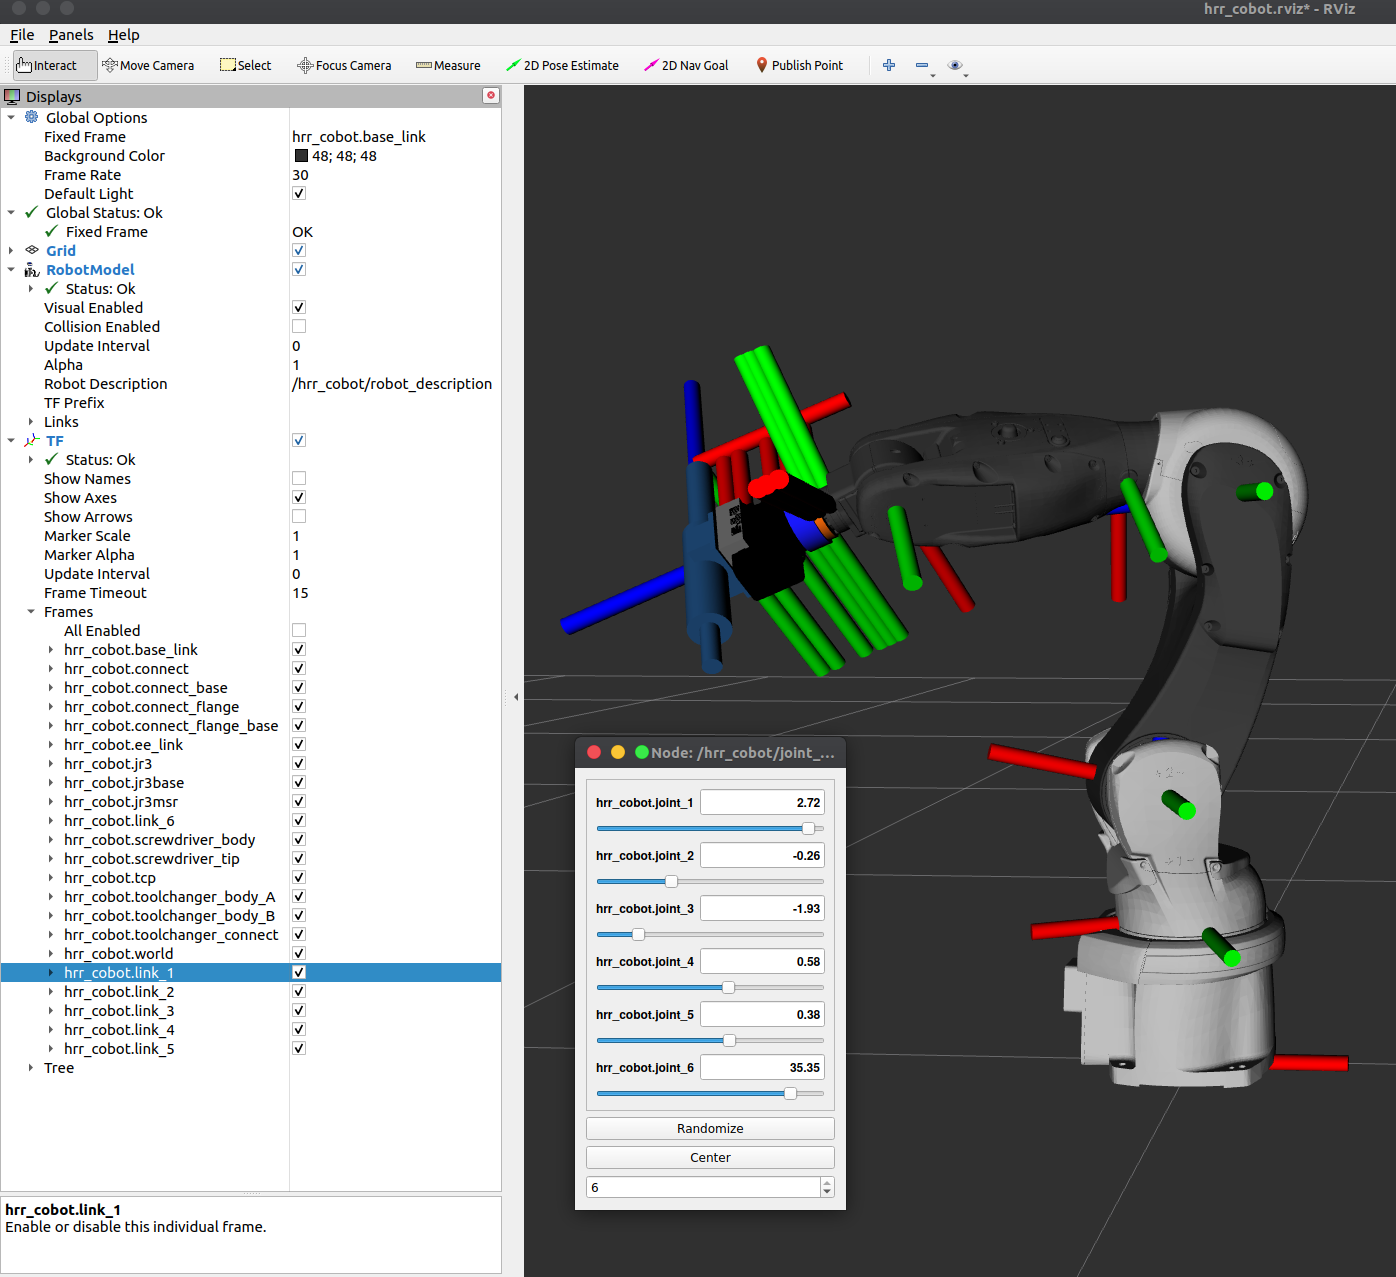 hrr_cobot.rviz* - RViz
File Panels Help
Interact Move Camera Select Focus Camera Measure 2D Pose Estimate 2D Nav Goal Publish Point
Displays
Global Options
Fixed Frame hrr_cobot.base_link
Background Color 48; 48; 48
Frame Rate 30
Default Light
Global Status: Ok
Fixed Frame OK
Grid
RobotModel
Status: Ok
Visual Enabled
Collision Enabled
Update Interval 0
Alpha 1
Robot Description /hrr_cobot/robot_description
TF Prefix
Links
TF
Status: Ok
Show Names
Show Axes
Show Arrows
Marker Scale 1
Marker Alpha 1
Update Interval 0
Frame Timeout 15
Frames
All Enabled
hrr_cobot.base_link
hrr_cobot.connect
hrr_cobot.connect_base
hrr_cobot.connect_flange
hrr_cobot.connect_flange_base
hrr_cobot.ee_link
hrr_cobot.jr3
hrr_cobot.jr3base
hrr_cobot.jr3msr
hrr_cobot.link_6
hrr_cobot.screwdriver_body
hrr_cobot.screwdriver_tip
hrr_cobot.tcp
hrr_cobot.toolchanger_body_A
hrr_cobot.toolchanger_body_B
hrr_cobot.toolchanger_connect
hrr_cobot.world
hrr_cobot.link_1
hrr_cobot.link_2
hrr_cobot.link_3
hrr_cobot.link_4
hrr_cobot.link_5
Tree
hrr_cobot.link_1
Enable or disable this individual frame.
Node: /hrr_cobot/joint_...
hrr_cobot.joint_1 2.72
hrr_cobot.joint_2 -0.26
hrr_cobot.joint_3 -1.93
hrr_cobot.joint_4 0.58
hrr_cobot.joint_5 0.38
hrr_cobot.joint_6 35.35
Randomize
Center
6